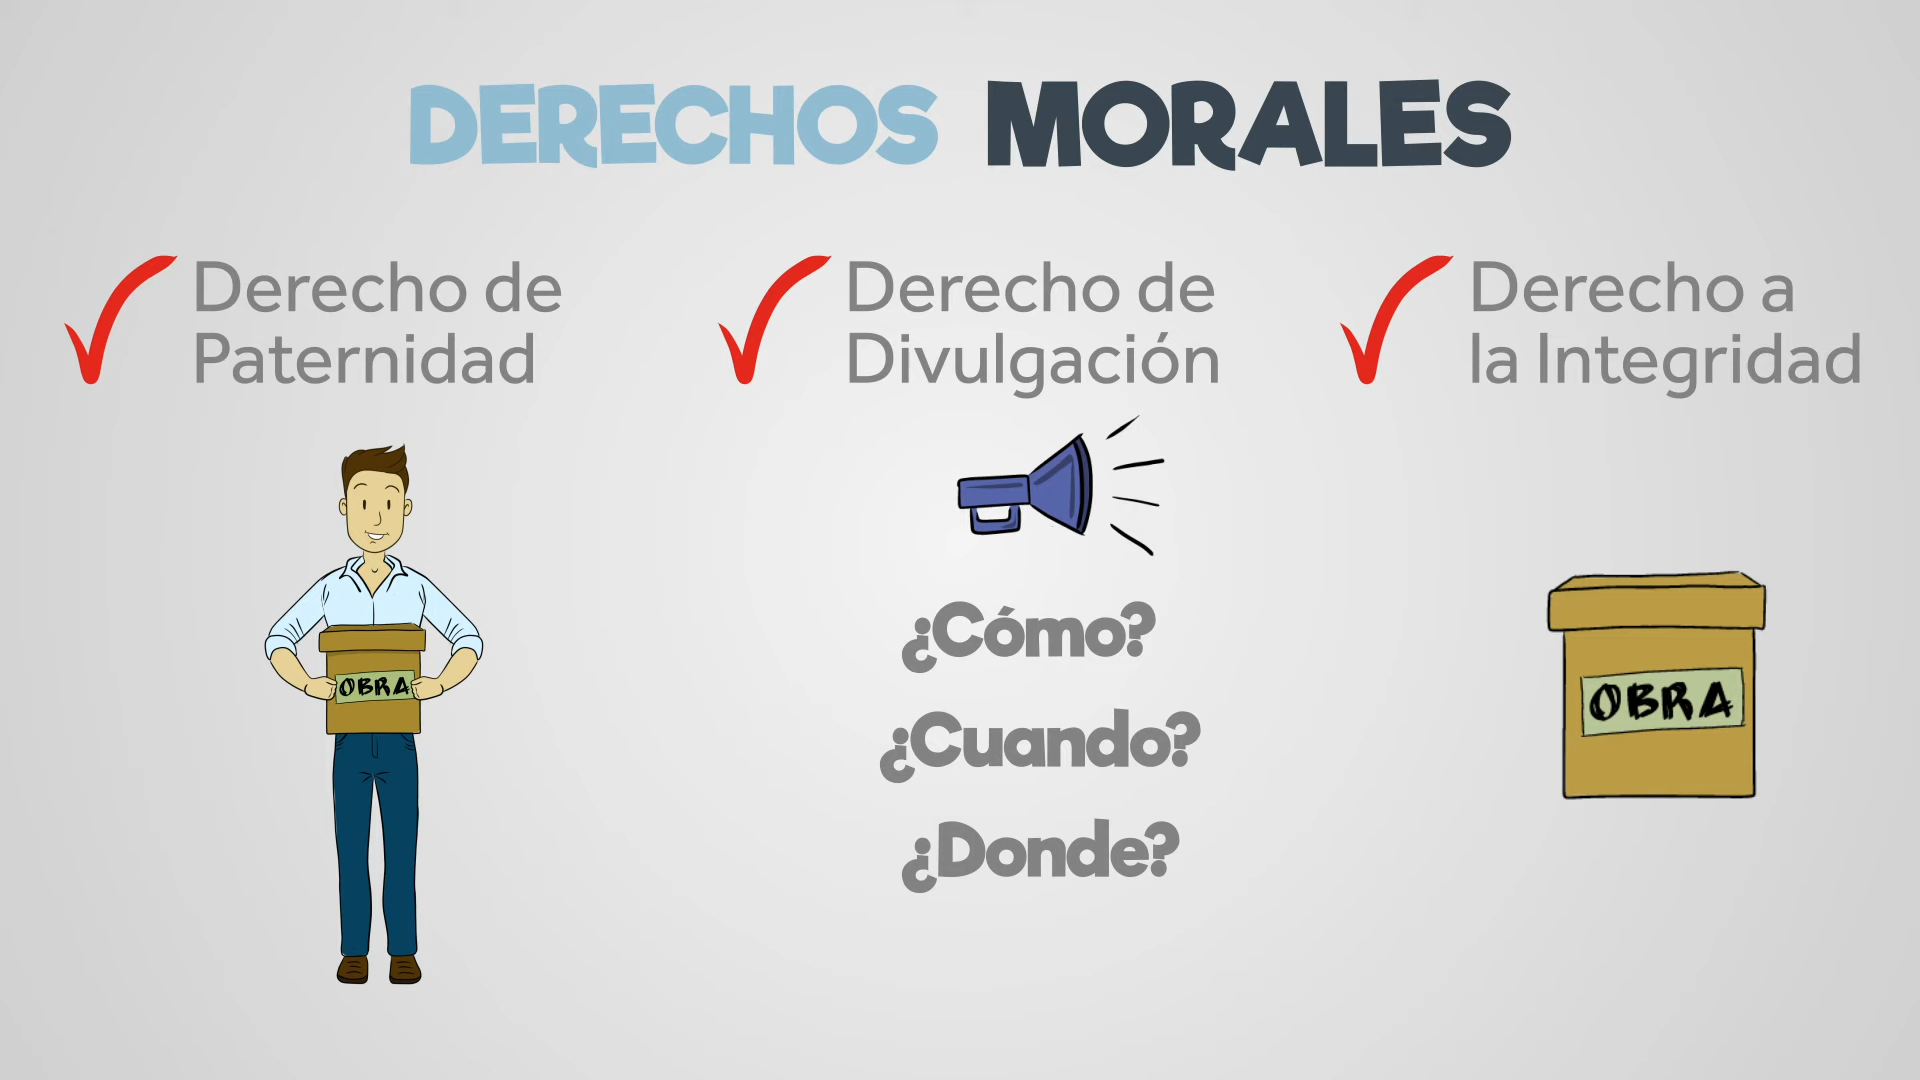 DERECHOS MORALES
Derecho de
Paternidad
OBRA
Derecho de
Divulgación
¿Cómo?
¿Cuando?
¿Donde?
Derecho a
la Integridad
OBRA